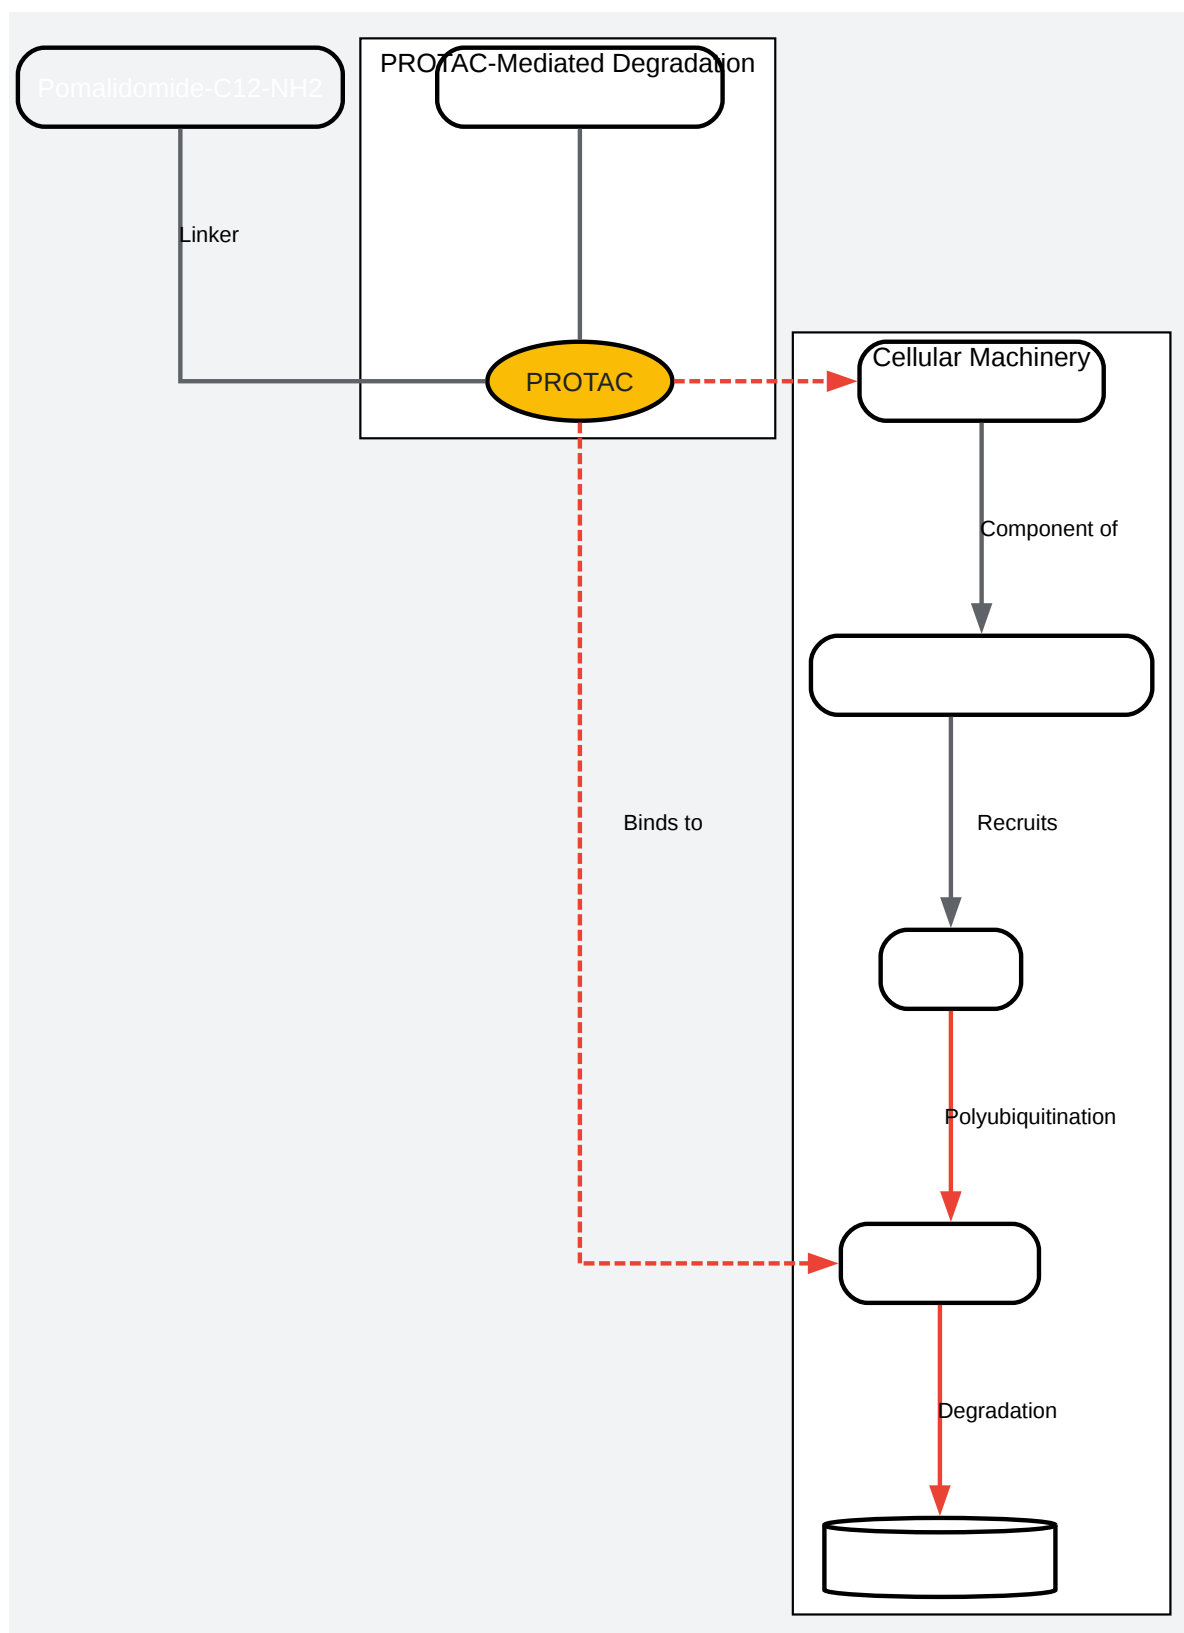 Pomalidomide-C12-NH2
PROTAC-Mediated Degradation
Linker
PROTAC
Cellular Machinery
Component of
Binds to
Recruits
Polyubiquitination
Degradation